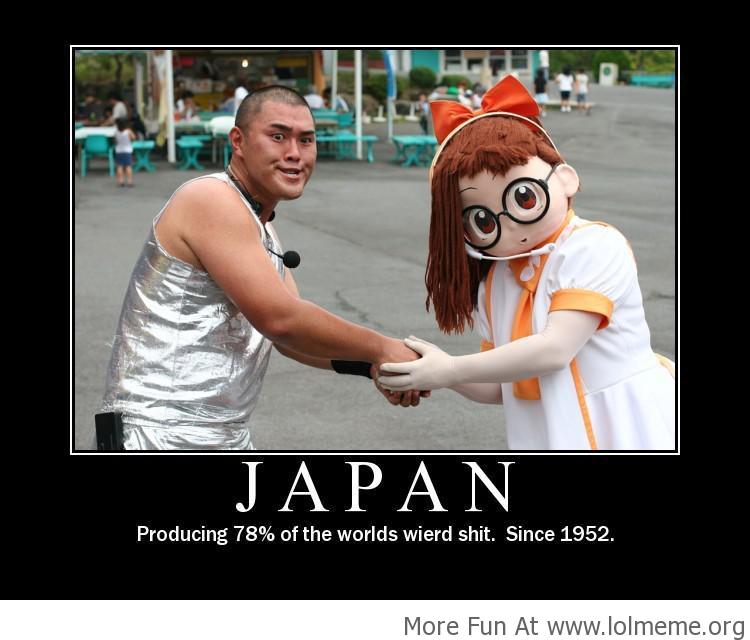 JAPAN
Producing 78% of the worlds wierd shit.  Since 1952.
More Fun At www.lolmeme.org